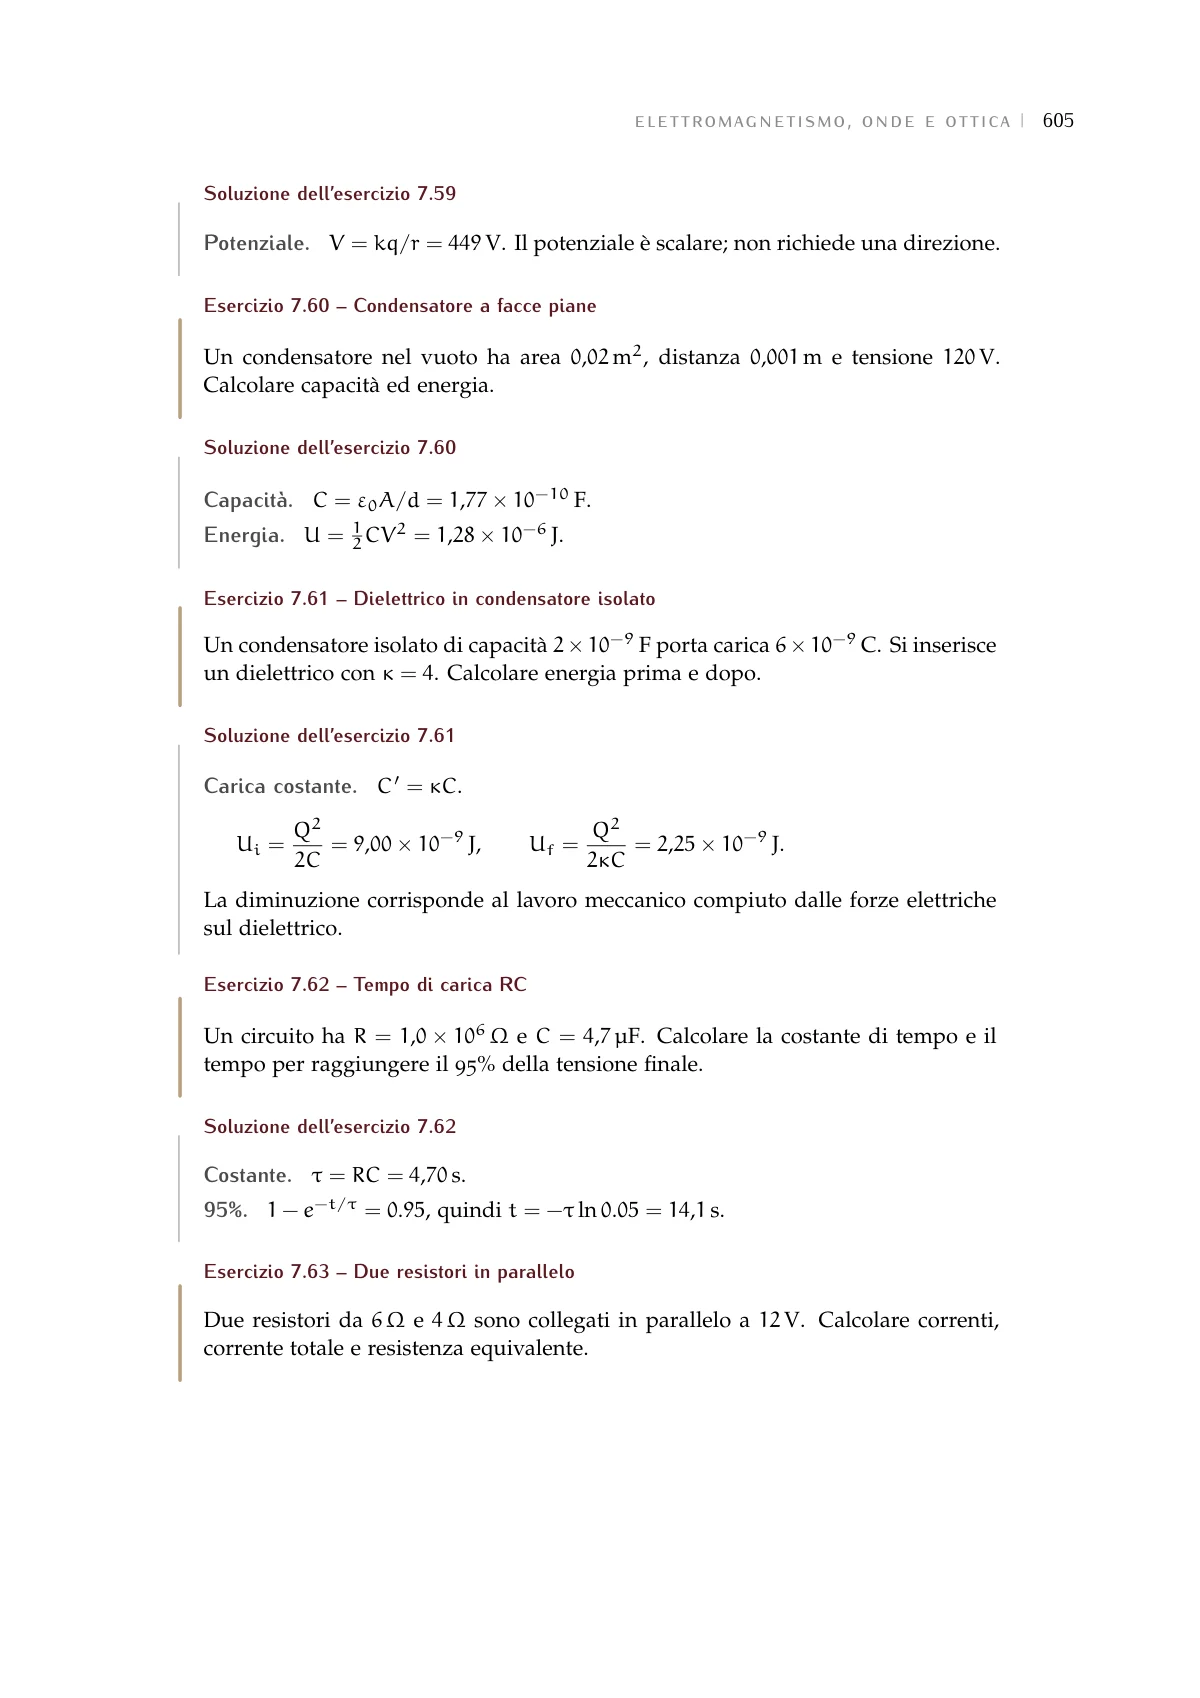 ELETTROMAGNETISMO, ONDE E OTTICA | 605
Soluzione dell'esercizio 7.59
Potenziale. V = kq/r = 449 V. Il potenziale è scalare; non richiede una direzione.
Esercizio 7.60 – Condensatore a facce piane
Un condensatore nel vuoto ha area 0,02 m², distanza 0,001 m e tensione 120 V.
Calcolare capacità ed energia.
Soluzione dell'esercizio 7.60
Capacità. C = ε₀A/d = 1,77 × 10⁻¹⁰ F.
Energia. U = ½CV² = 1,28 × 10⁻⁶ J.
Esercizio 7.61 – Dielettrico in condensatore isolato
Un condensatore isolato di capacità 2 × 10⁻⁹ F porta carica 6 × 10⁻⁹ C. Si inserisce
un dielettrico con κ = 4. Calcolare energia prima e dopo.
Soluzione dell'esercizio 7.61
Carica costante. C′ = κC.
Uᵢ = Q²/2C = 9,00 × 10⁻⁹ J, U_f = Q²/2κC = 2,25 × 10⁻⁹ J.
La diminuzione corrisponde al lavoro meccanico compiuto dalle forze elettriche
sul dielettrico.
Esercizio 7.62 – Tempo di carica RC
Un circuito ha R = 1,0 × 10⁶ Ω e C = 4,7 µF. Calcolare la costante di tempo e il
tempo per raggiungere il 95% della tensione finale.
Soluzione dell'esercizio 7.62
Costante. τ = RC = 4,70 s.
95%. 1 − e^{−t/τ} = 0.95, quindi t = −τ ln 0.05 = 14,1 s.
Esercizio 7.63 – Due resistori in parallelo
Due resistori da 6 Ω e 4 Ω sono collegati in parallelo a 12 V. Calcolare correnti,
corrente totale e resistenza equivalente.